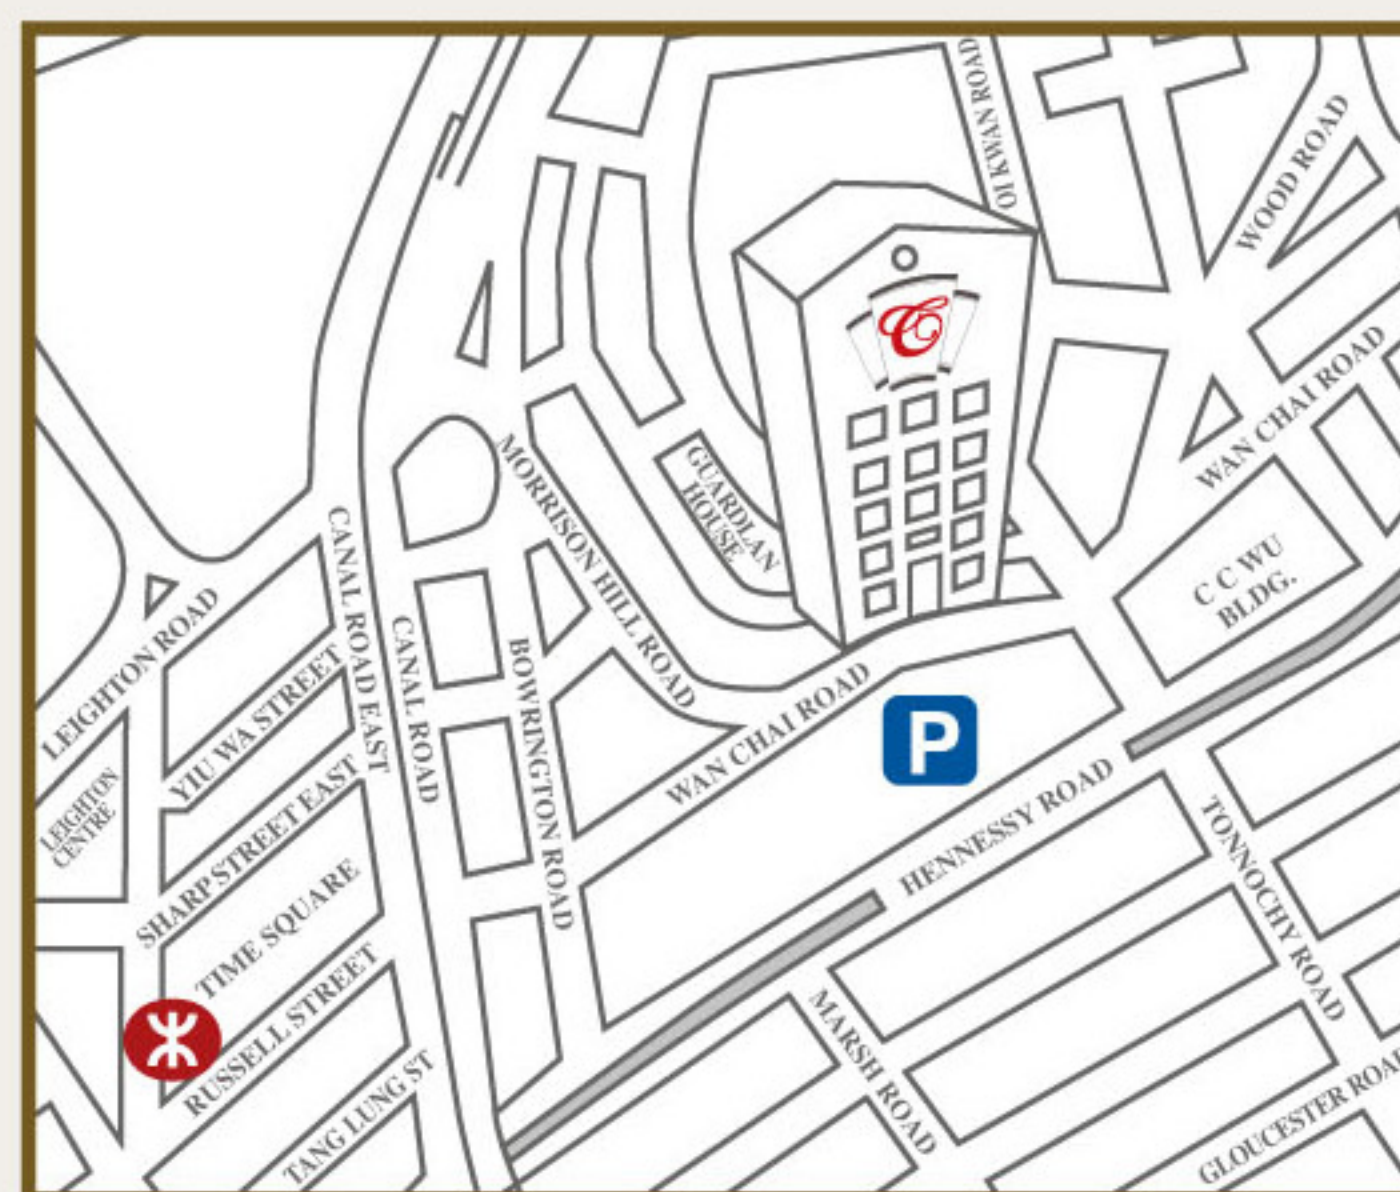 OI KWAN ROAD
WOOD ROAD
WAN CHAI ROAD
MORRISON HILL ROAD
GUARDLAN
HOUSE
C C WU
BLDG.
CANAL ROAD EAST
LEIGHTON ROAD
YIU WA STREET
CANAL ROAD
BOWRINGTON ROAD
WAN CHAI ROAD
P
HENNESSY ROAD
LEIGHTON
CENTRE
SHARP STREET EAST
TIME SQUARE
TONNOCHY ROAD
RUSSELL STREET
MARSH ROAD
TANG LUNG ST
GLOUCESTER ROAD
C